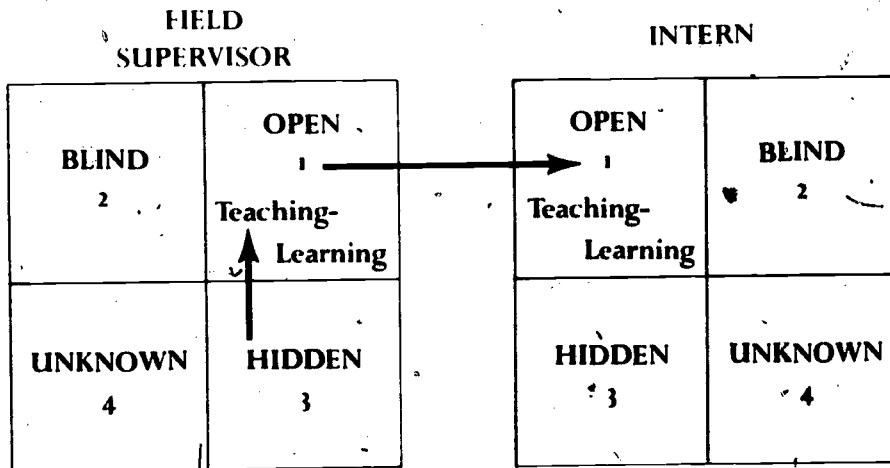 FIELD
SUPERVISOR
INTERN
BLIND
2
OPEN
1
Teaching-
Learning
OPEN
1
Teaching-
Learning
BLIND
2
UNKNOWN
4
HIDDEN
3
HIDDEN
3
UNKNOWN
4